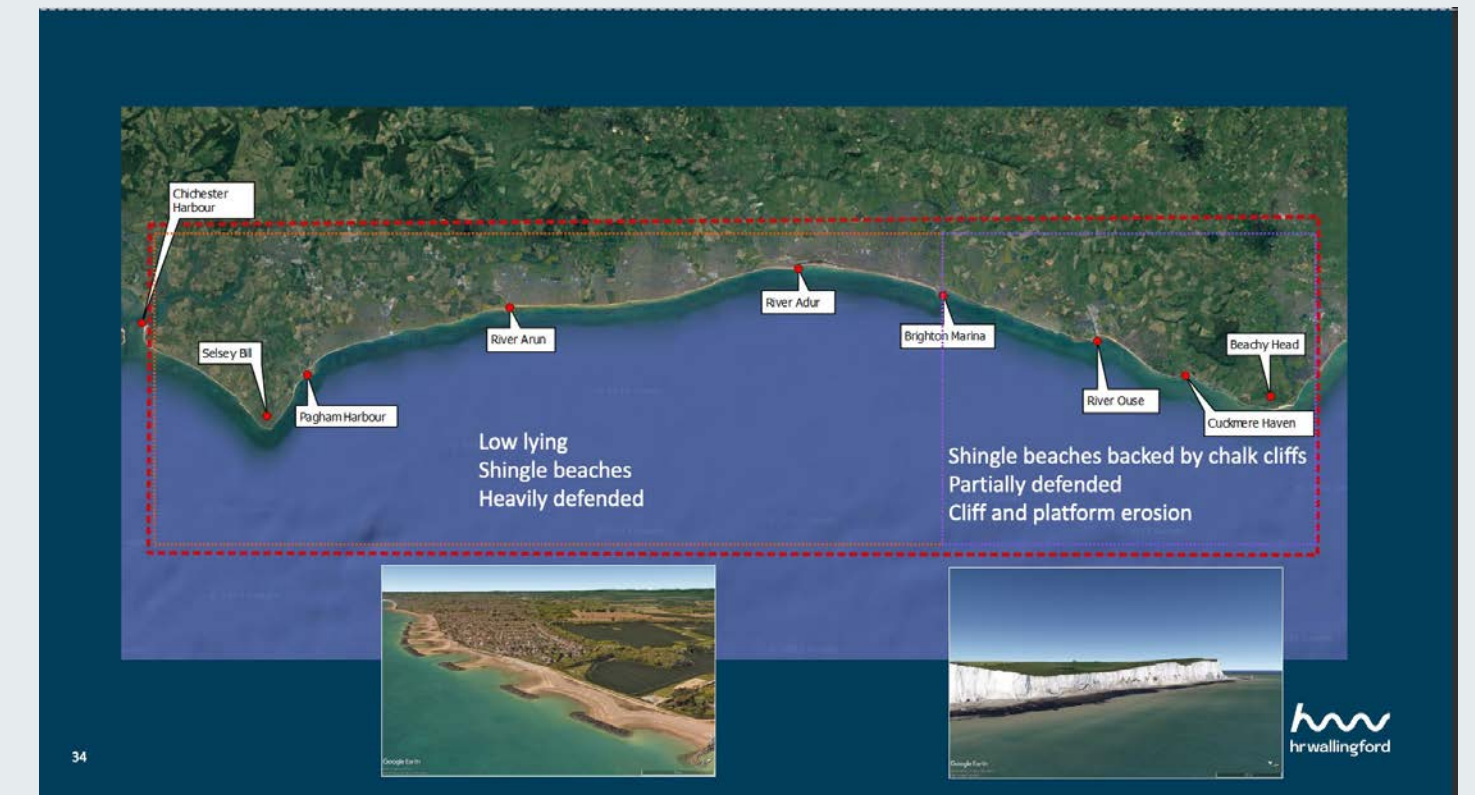 Chichester
Harbour
Selsey Bill
Pagham Harbour
River Arun
River Adur
Brighton Marina
River Ouse
Beachy Head
Cuckmere Haven
Low lying
Shingle beaches
Heavily defended
Shingle beaches backed by chalk cliffs
Partially defended
Cliff and platform erosion
Google Earth
Google Earth
34
hrwallingford